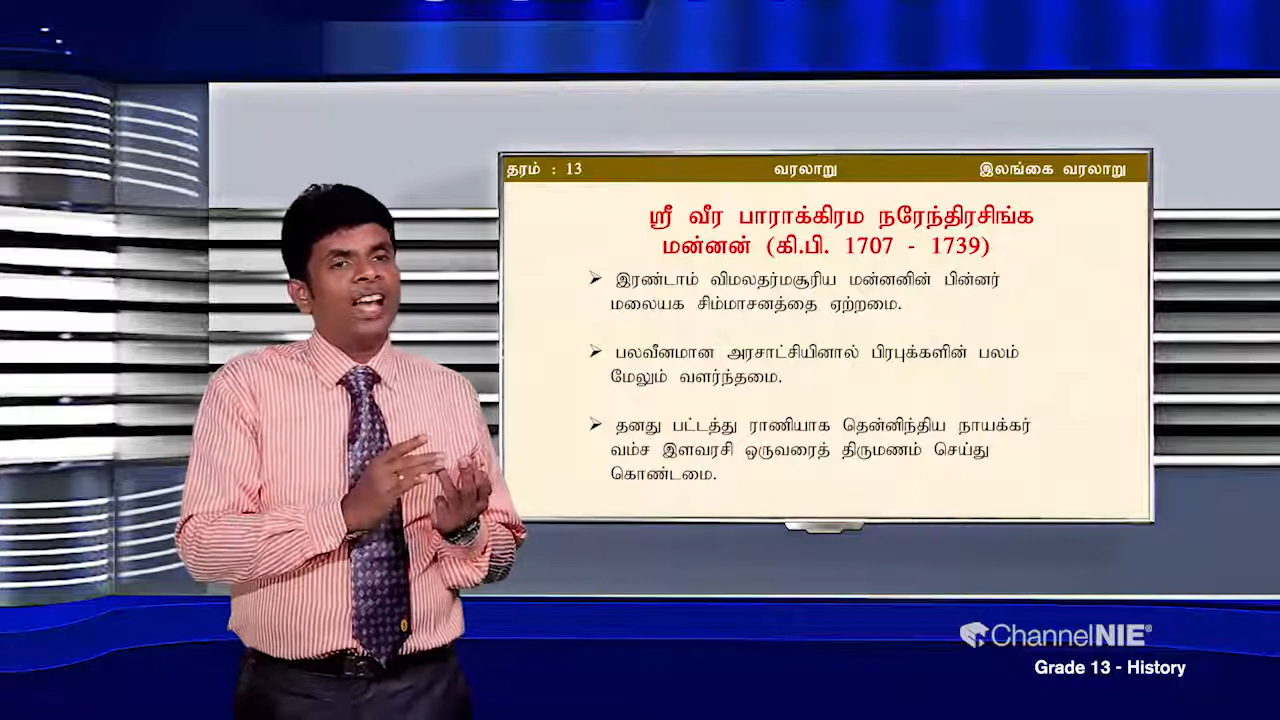 தரம் : 13 வரலாறு இலங்கை வரலாறு
ஸ்ரீ வீர பாராக்கிரம நரேந்திரசிங்க
மன்னன் (கி.பி. 1707 - 1739)
➢ இரண்டாம் விமலதர்மசூரிய மன்னனின் பின்னர்
மலையக சிம்மாசனத்தை ஏற்றமை.
➢ பலவீனமான அரசாட்சியினால் பிரபுக்களின் பலம்
மேலும் வளர்ந்தமை.
➢ தனது பட்டத்து ராணியாக தென்னிந்திய நாயக்கர்
வம்ச இளவரசி ஒருவரைத் திருமணம் செய்து
கொண்டமை.
ChannelNIE®
Grade 13 - History